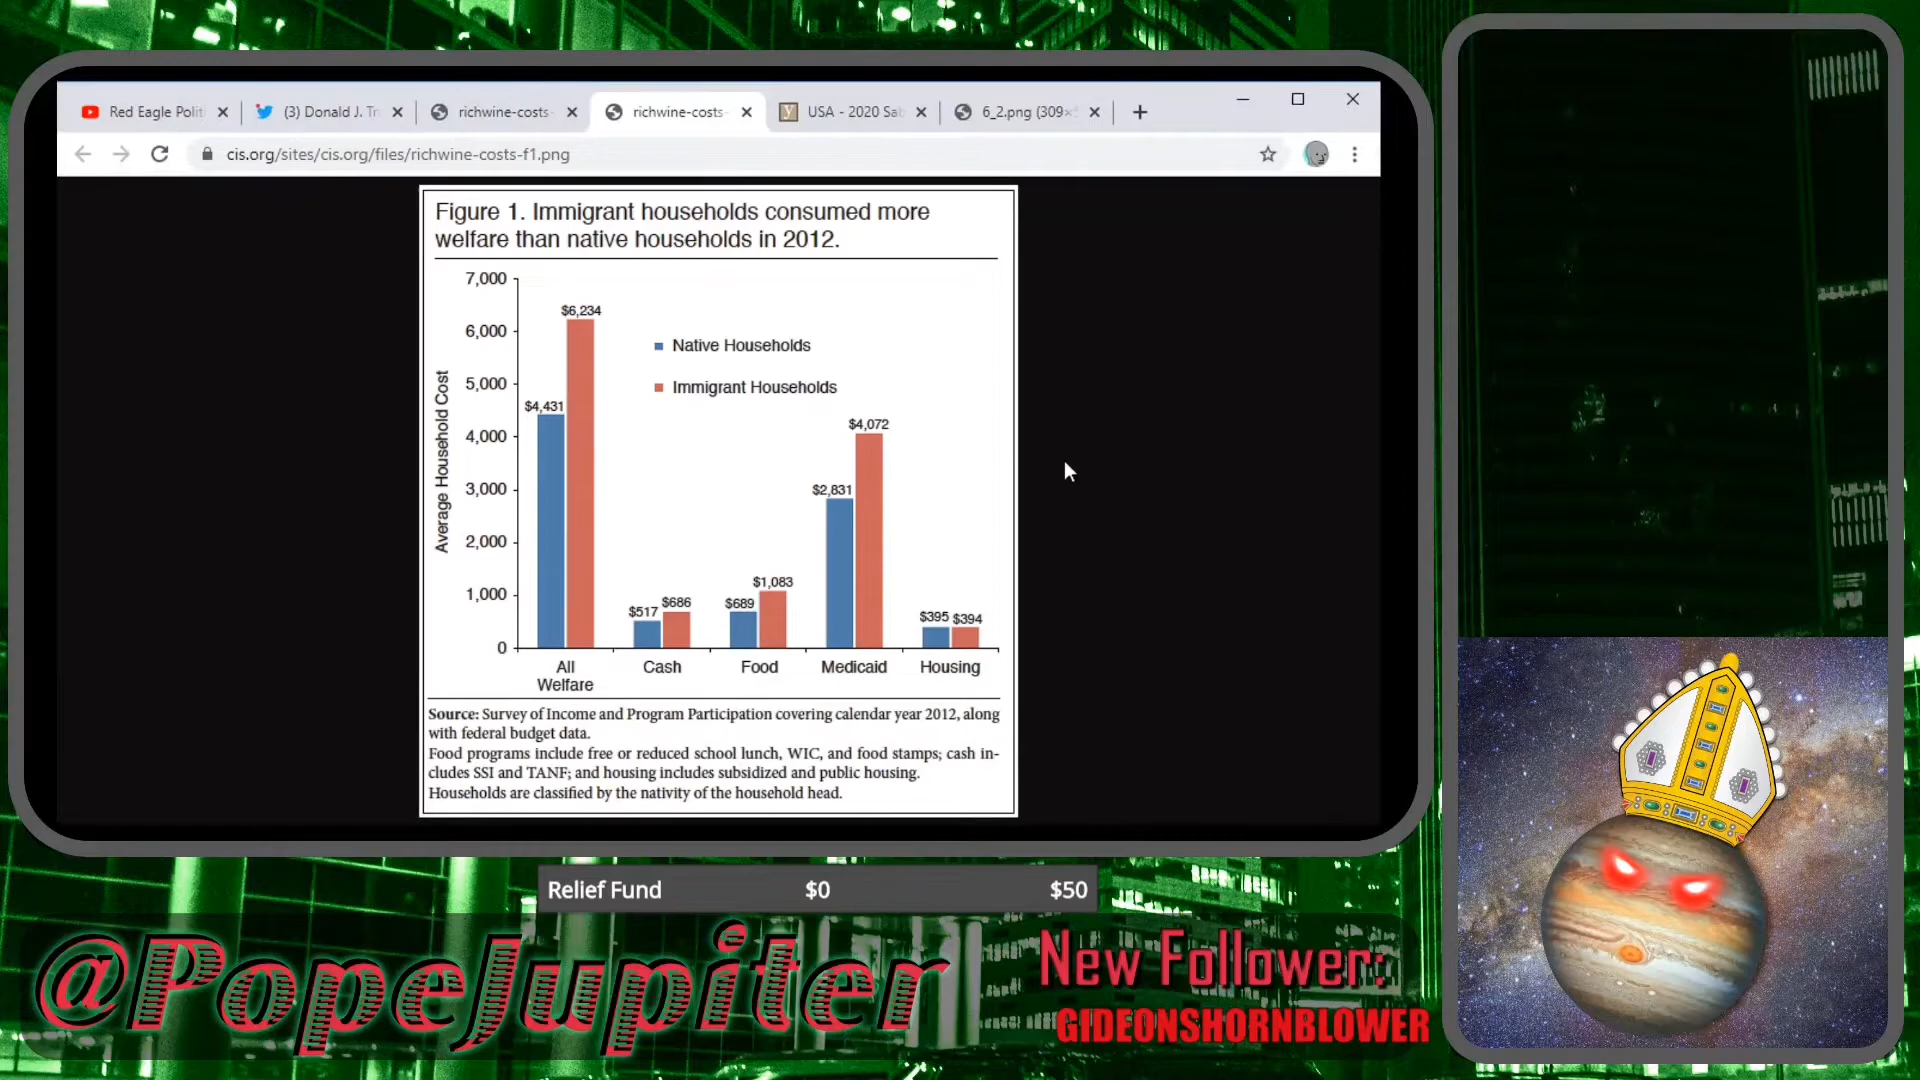 Red Eagle Polit
(3) Donald J. Tr
richwine-costs-
richwine-costs-
USA - 2020 Sat
6_2.png (309×
cis.org/sites/cis.org/files/richwine-costs-f1.png
Figure 1. Immigrant households consumed more
welfare than native households in 2012.
Average Household Cost
7,000
6,000
5,000
4,000
3,000
2,000
1,000
0
Native Households
Immigrant Households
$4,431
$6,234
$517
$686
$689
$1,083
$2,831
$4,072
$395
$394
All
Welfare
Cash
Food
Medicaid
Housing
Source: Survey of Income and Program Participation covering calendar year 2012, along
with federal budget data.
Food programs include free or reduced school lunch, WIC, and food stamps; cash in-
cludes SSI and TANF; and housing includes subsidized and public housing.
Households are classified by the nativity of the household head.
Relief Fund $0 $50
@PopeJupiter
New Follower:
GIDEONSHORNBLOWER